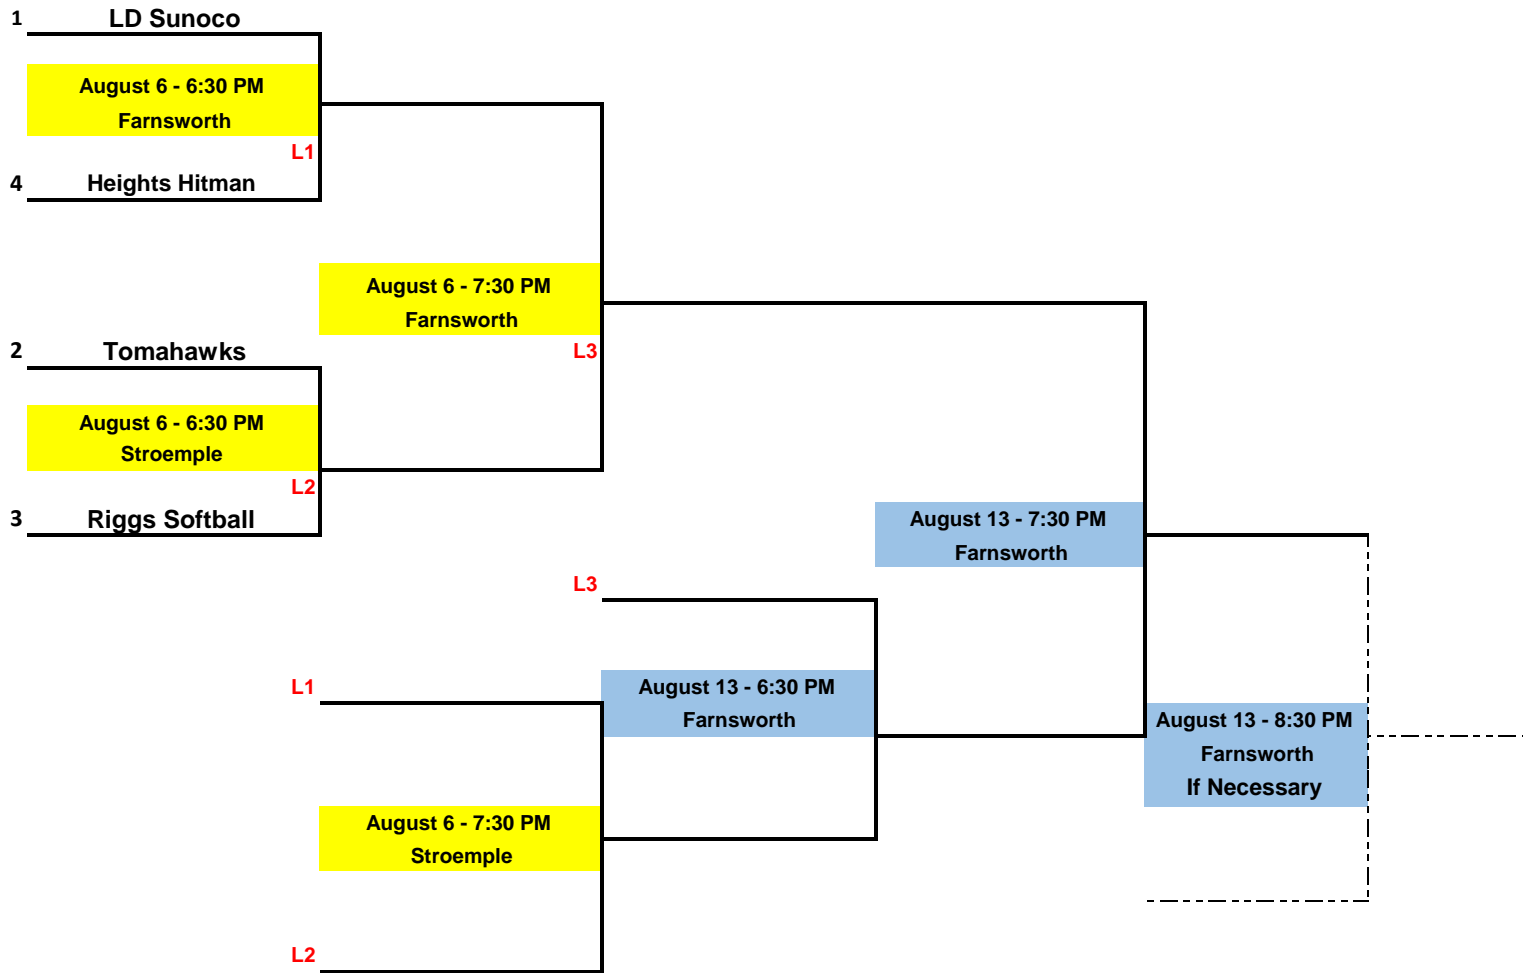 1 LD Sunoco
August 6 - 6:30 PM
Farnsworth
L1
4 Heights Hitman
August 6 - 7:30 PM
Farnsworth
L3
2 Tomahawks
August 6 - 6:30 PM
Stroemple
L2
3 Riggs Softball
August 13 - 7:30 PM
Farnsworth
L3
L1
August 13 - 6:30 PM
Farnsworth
August 13 - 8:30 PM
Farnsworth
If Necessary
August 6 - 7:30 PM
Stroemple
L2